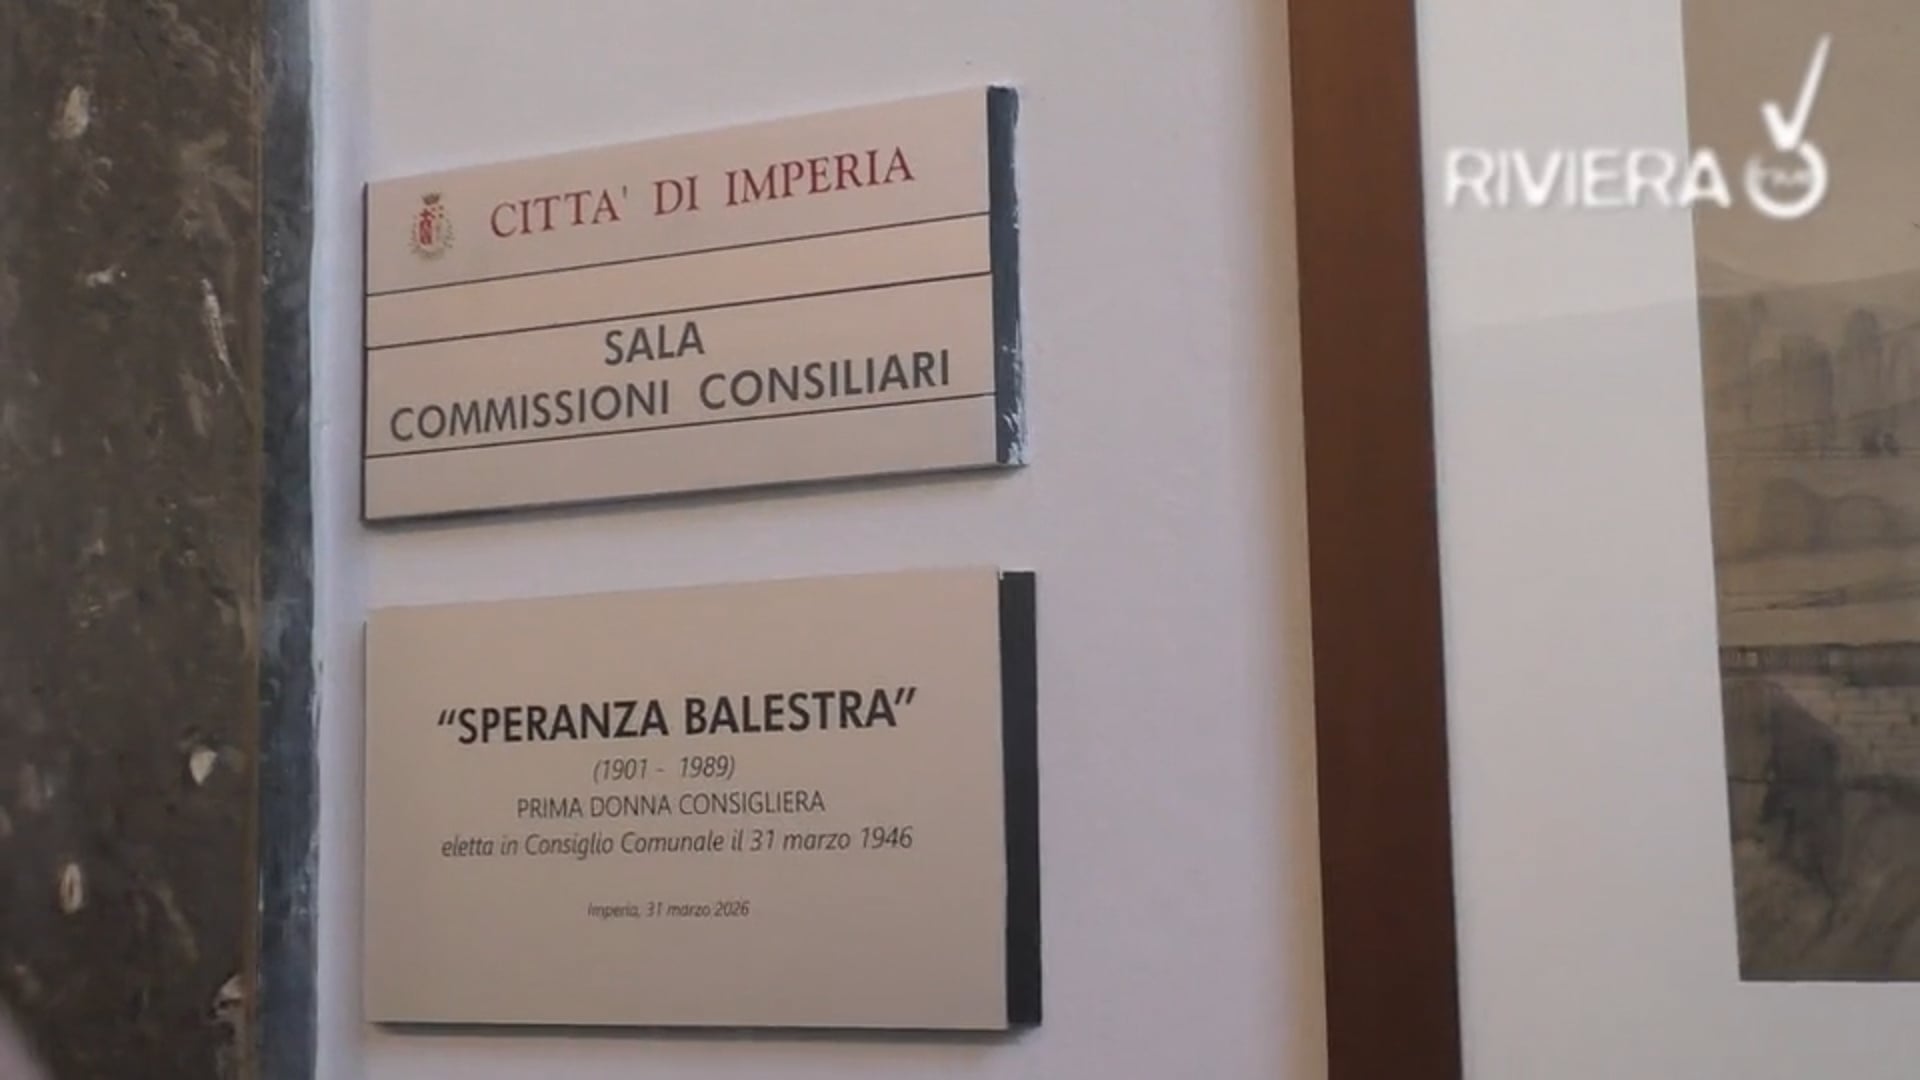 CITTA' DI IMPERIA
SALA
COMMISSIONI CONSILIARI
"SPERANZA BALESTRA"
(1901 - 1989)
PRIMA DONNA CONSIGLIERA
eletta in Consiglio Comunale il 31 marzo 1946
Imperia, 31 marzo 2026
RIVIERA